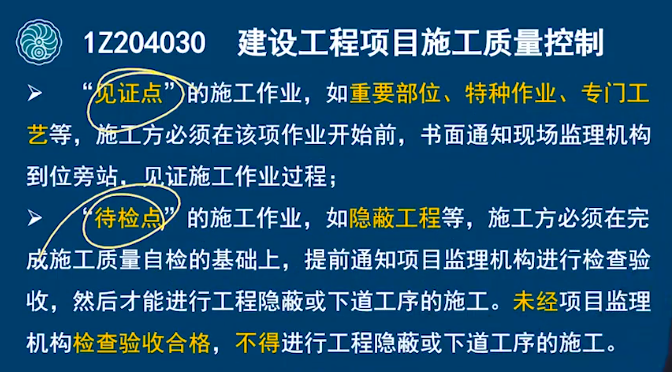 1Z204030 建设工程项目施工质量控制
➢ “见证点”的施工作业，如重要部位、特种作业、专门工
艺等，施工方必须在该项作业开始前，书面通知现场监理机构
到位旁站，见证施工作业过程；
➢ “待检点”的施工作业，如隐蔽工程等，施工方必须在完
成施工质量自检的基础上，提前通知项目监理机构进行检查验
收，然后才能进行工程隐蔽或下道工序的施工。未经项目监理
机构检查验收合格，不得进行工程隐蔽或下道工序的施工。